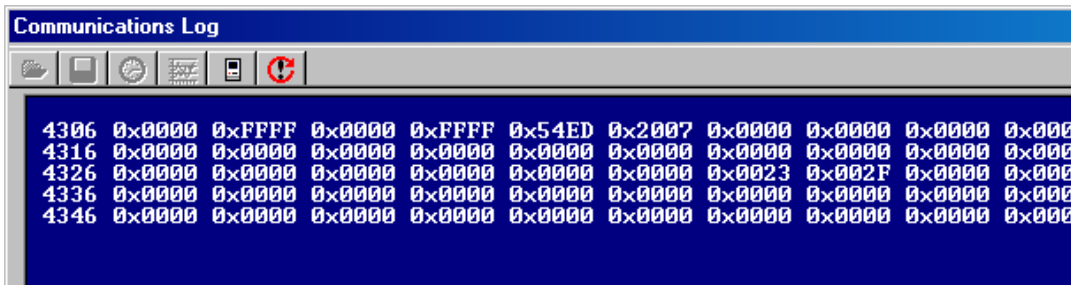 Communications Log
4306 0x0000 0xFFFF 0x0000 0xFFFF 0x54ED 0x2007 0x0000 0x0000 0x0000
4316 0x0000 0x0000 0x0000 0x0000 0x0000 0x0000 0x0000 0x0000 0x0000
4326 0x0000 0x0000 0x0000 0x0000 0x0000 0x0000 0x0023 0x002F 0x0000
4336 0x0000 0x0000 0x0000 0x0000 0x0000 0x0000 0x0000 0x0000 0x0000
4346 0x0000 0x0000 0x0000 0x0000 0x0000 0x0000 0x0000 0x0000 0x0000